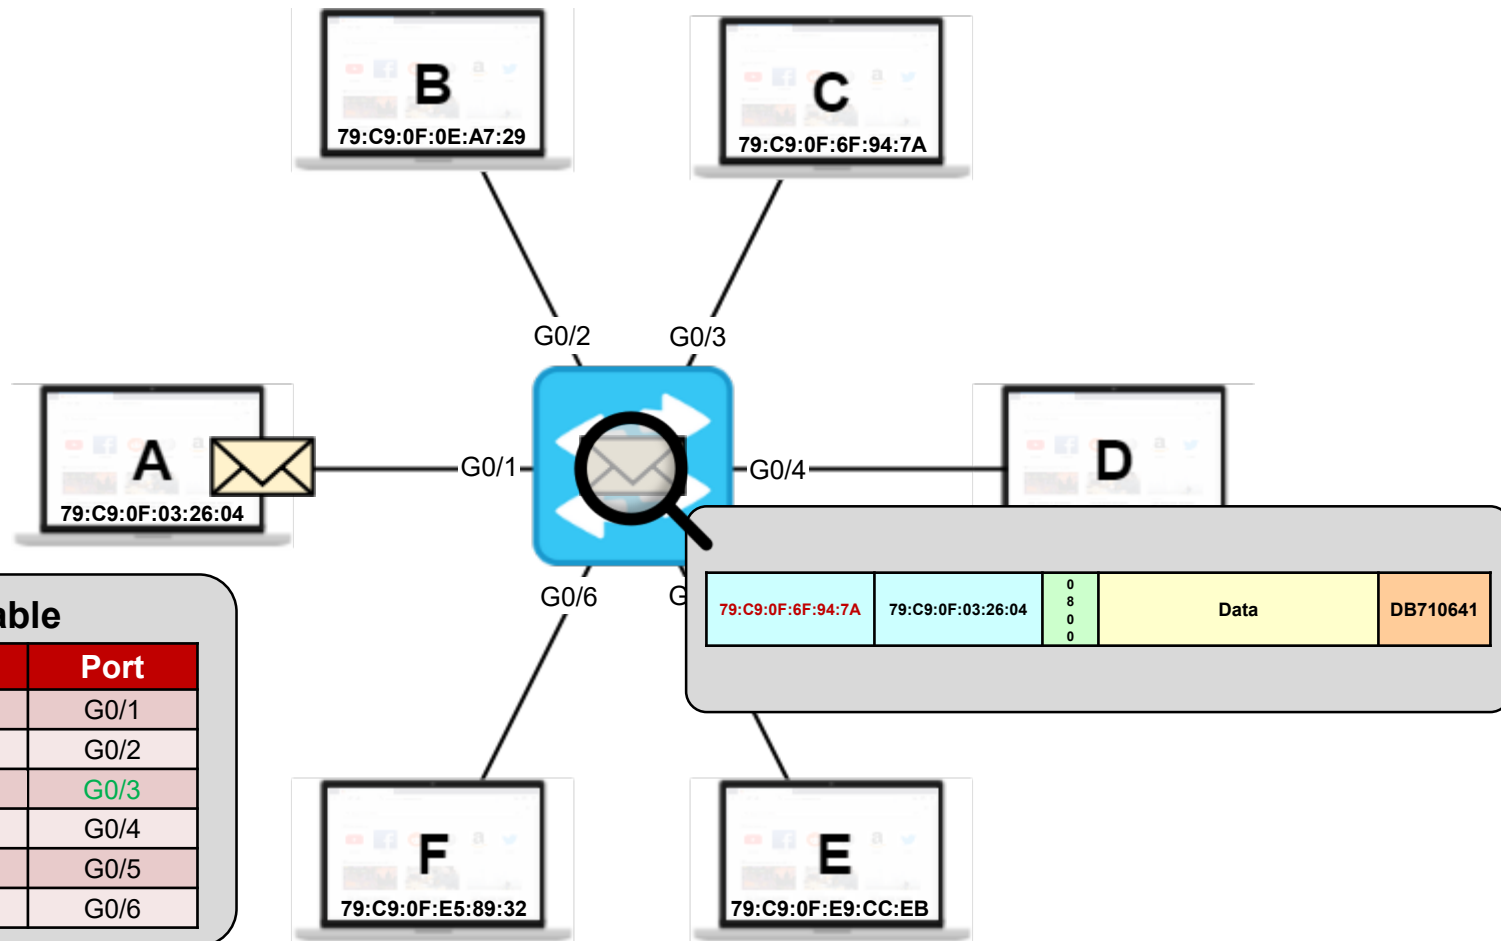 B
79:C9:0F:0E:A7:29
C
79:C9:0F:6F:94:7A
G0/2
G0/3
A
79:C9:0F:03:26:04
G0/1
G0/4
D
G0/6
G
79:C9:0F:6F:94:7A
79:C9:0F:03:26:04
0
8
0
0
Data
DB710641
able
Port
G0/1
G0/2
G0/3
G0/4
G0/5
G0/6
F
79:C9:0F:E5:89:32
E
79:C9:0F:E9:CC:EB